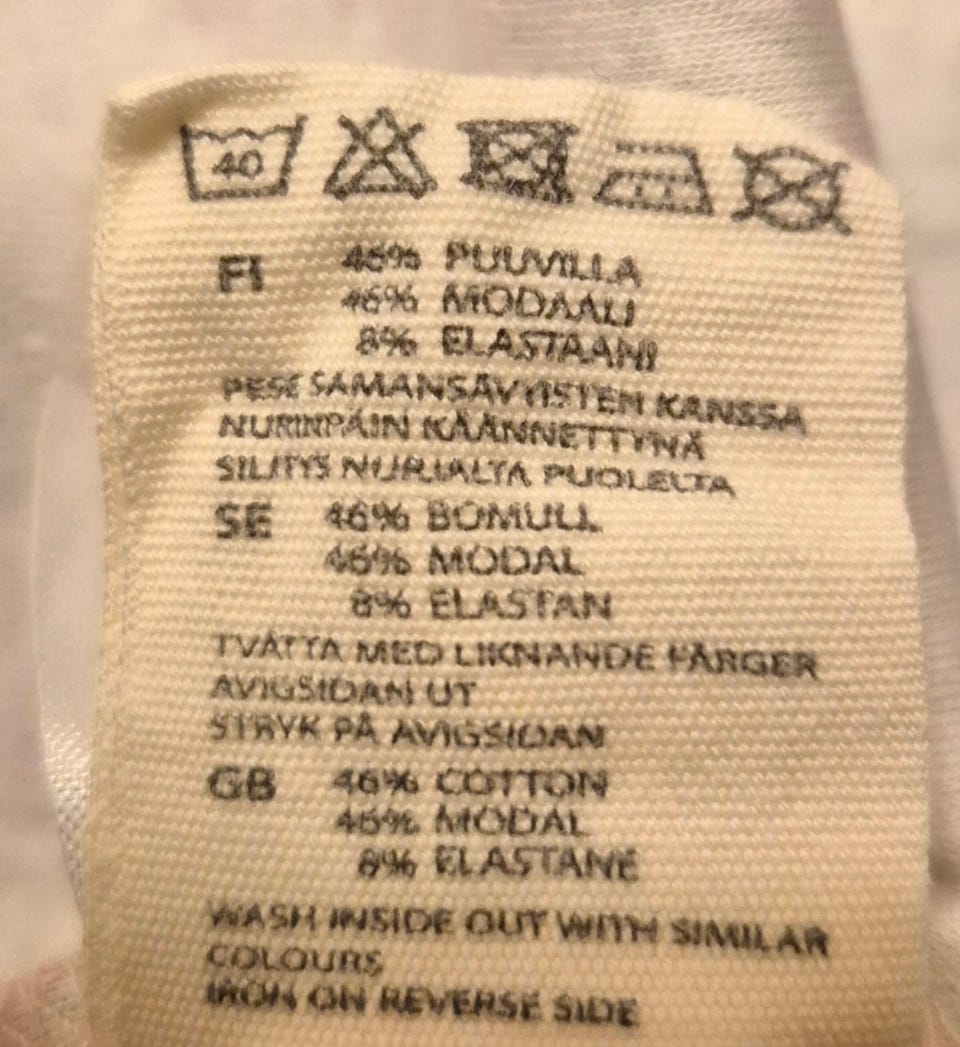 40
FI 46% PUUVILLA
46% MODAALI
8% ELASTAANI
PESE SAMANSÄVYISTEN KANSSA
NURINPÄIN KÄÄNNETTYNÄ
SILITYS NURJALTA PUOLELTA
SE 46% BOMULL
46% MODAL
8% ELASTAN
TVÄTTA MED LIKNANDE FÄRGER
AVIGSIDAN UT
STRYK PÅ AVIGSIDAN
GB 46% COTTON
46% MODAL
8% ELASTANE
WASH INSIDE OUT WITH SIMILAR
COLOURS
IRON ON REVERSE SIDE